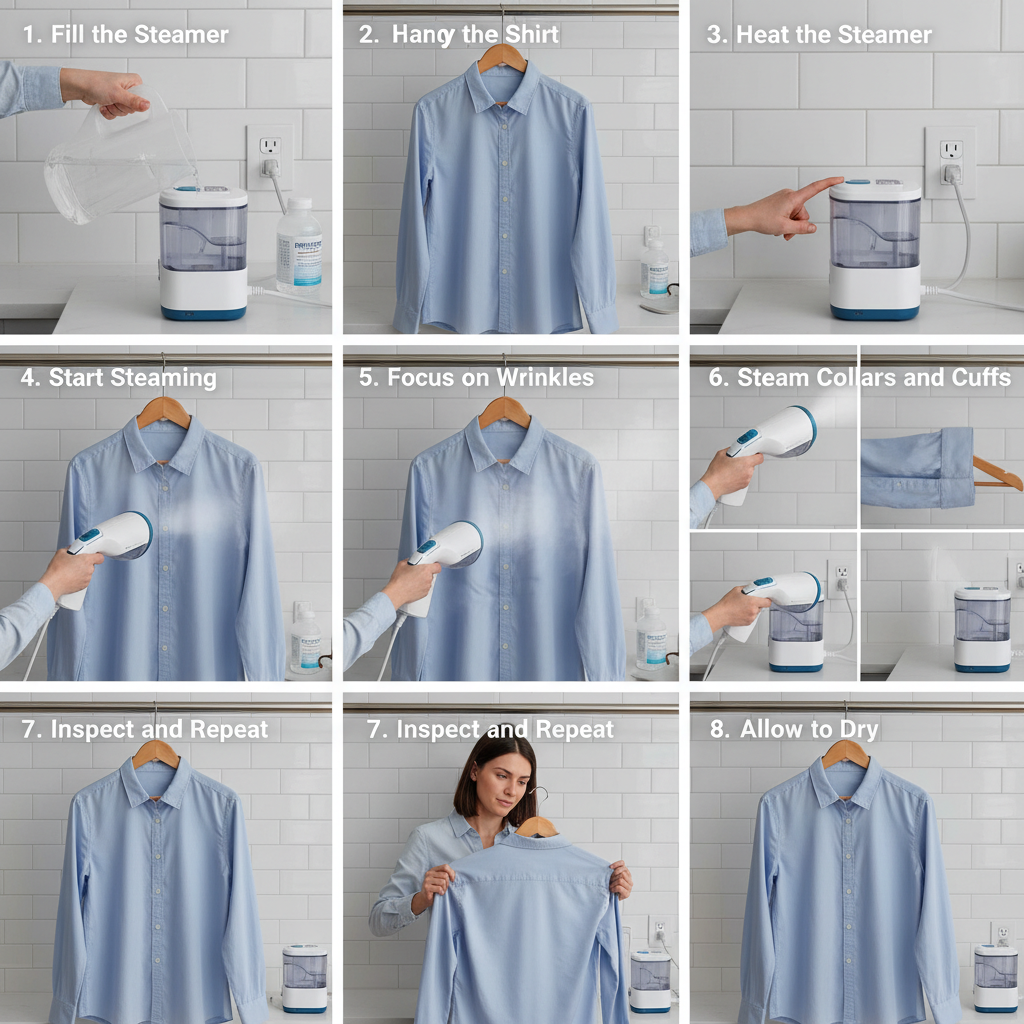 1. Fill the Steamer
2. Hang the Shirt
3. Heat the Steamer
4. Start Steaming
5. Focus on Wrinkles
6. Steam Collars and Cuffs
7. Inspect and Repeat
7. Inspect and Repeat
8. Allow to Dry